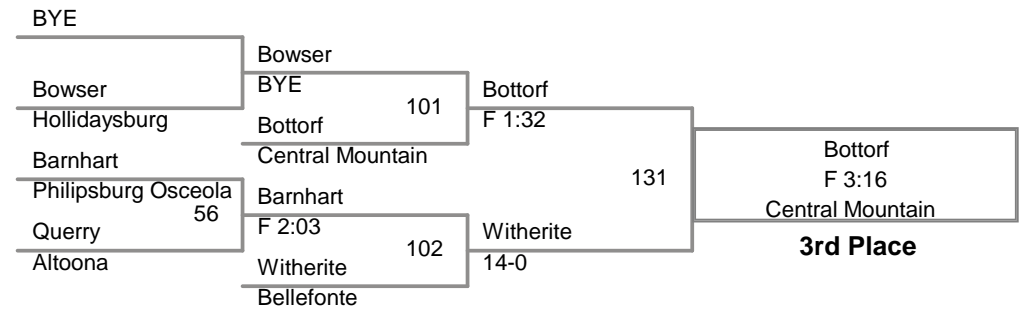 BYE
Bowser
Bowser
BYE
Bottorf
101
Hollidaysburg
Bottorf
F 1:32
Barnhart
Central Mountain
Bottorf
131
F 3:16
Philipsburg Osceola
Barnhart
Central Mountain
56
Querry
F 2:03
Witherite
3rd Place
102
Altoona
Witherite
14-0
Bellefonte